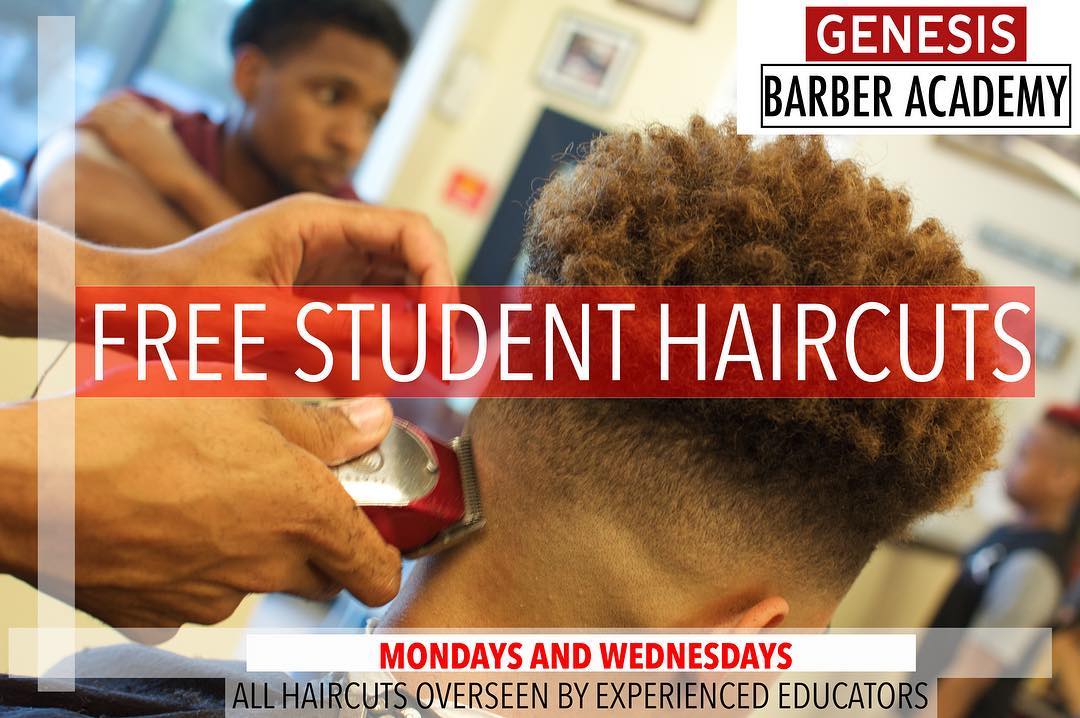 GENESIS
BARBER ACADEMY
FREE STUDENT HAIRCUTS
MONDAYS AND WEDNESDAYS
ALL HAIRCUTS OVERSEEN BY EXPERIENCED EDUCATORS